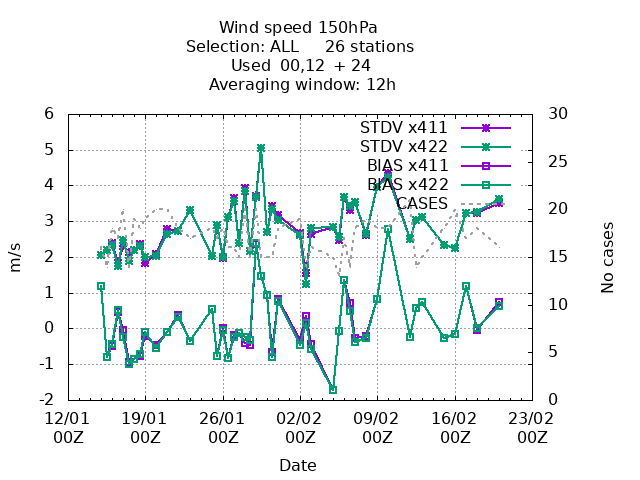 Wind speed 150hPa
Selection: ALL 26 stations
Used 00,12 + 24
Averaging window: 12h
STDV x411
STDV x422
BIAS x411
BIAS x422
CASES
m/s
6
5
4
3
2
1
0
-1
-2
No cases
30
25
20
15
10
5
0
12/01 19/01 26/01 02/02 09/02 16/02 23/02
00Z 00Z 00Z 00Z 00Z 00Z 00Z
Date